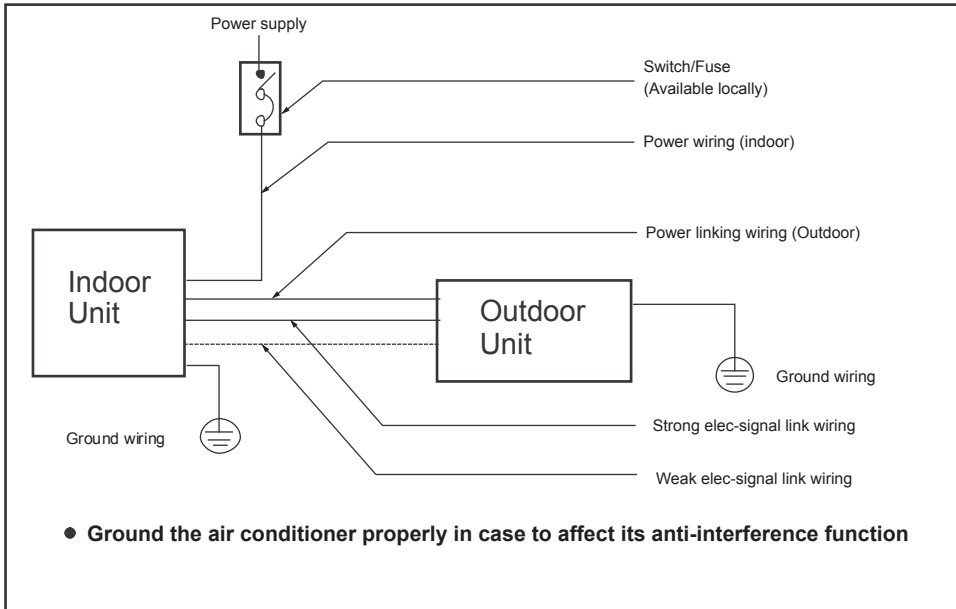 Power supply
Switch/Fuse
(Available locally)
Power wiring (indoor)
Power linking wiring (Outdoor)
Indoor
Unit
Outdoor
Unit
Ground wiring
Ground wiring
Strong elec-signal link wiring
Weak elec-signal link wiring
● Ground the air conditioner properly in case to affect its anti-interference function